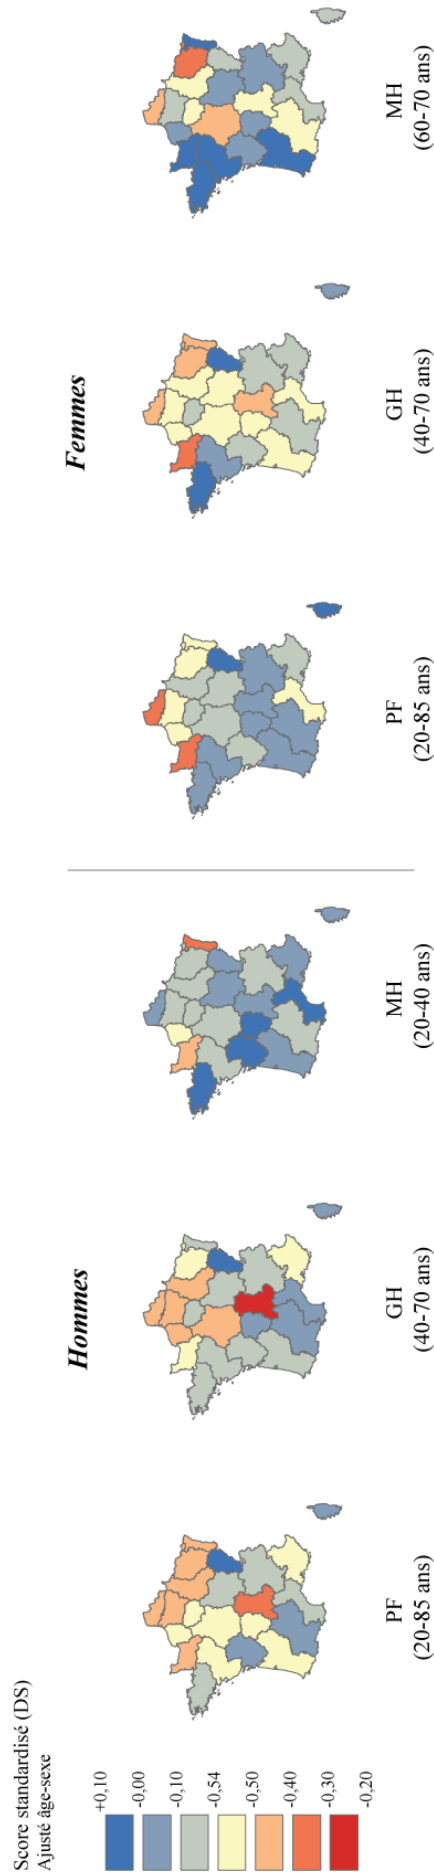 Score standardisé (DS)
Ajusté âge-sexe
+0,10
-0,00
-0,10
-0,54
-0,50
-0,40
-0,30
-0,20
Hommes
PF
(20-85 ans)
GH
(40-70 ans)
MH
(20-40 ans)
Femmes
PF
(20-85 ans)
GH
(40-70 ans)
MH
(60-70 ans)